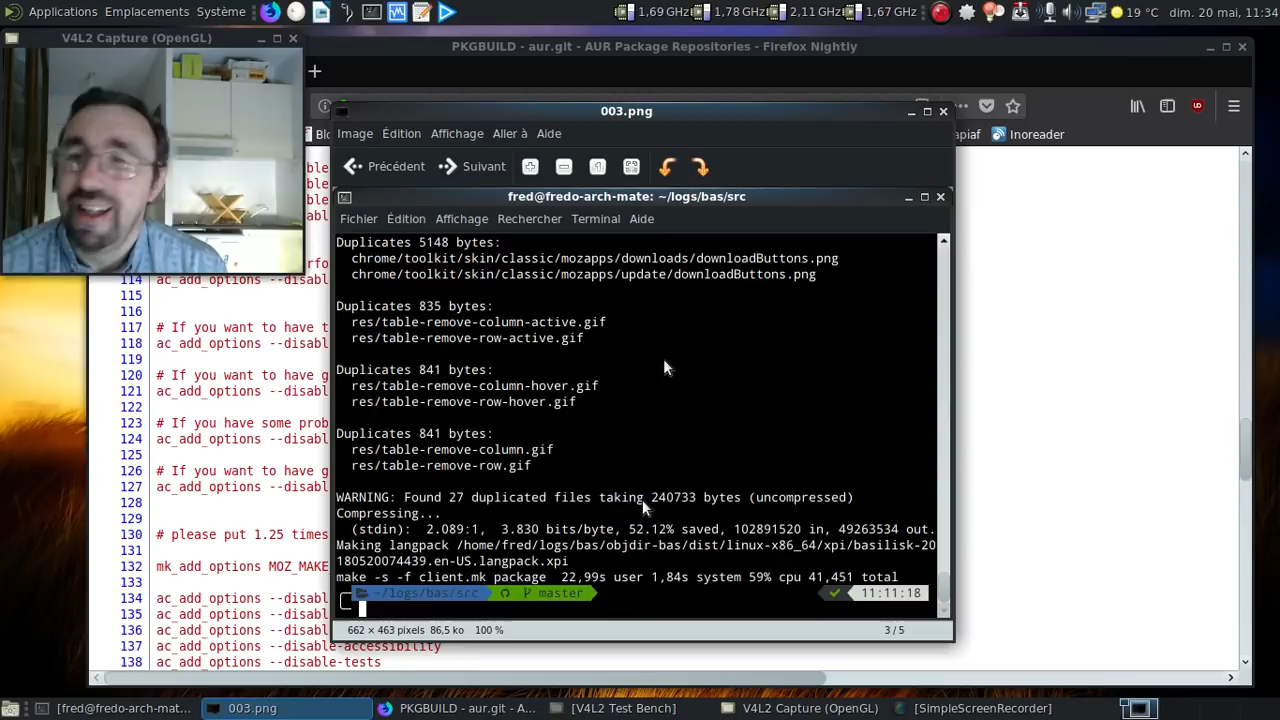 Applications Emplacements Système
1,69 GHz 1,78 GHz 2,11 GHz 1,67 GHz 19 °C dim. 20 mai, 11:34
V4L2 Capture (OpenGL)
PKGBUILD - aur.git - AUR Package Repositories - Firefox Nightly
003.png
Image Édition Affichage Aller à Aide
Précédent Suivant
apiaf Inoreader
fred@fredo-arch-mate: ~/logs/bas/src
Fichier Édition Affichage Rechercher Terminal Aide
Duplicates 5148 bytes:
chrome/toolkit/skin/classic/mozapps/downloads/downloadButtons.png
chrome/toolkit/skin/classic/mozapps/update/downloadButtons.png
Duplicates 835 bytes:
res/table-remove-column-active.gif
res/table-remove-row-active.gif
Duplicates 841 bytes:
res/table-remove-column-hover.gif
res/table-remove-row-hover.gif
Duplicates 841 bytes:
res/table-remove-column.gif
res/table-remove-row.gif
WARNING: Found 27 duplicated files taking 240733 bytes (uncompressed)
Compressing...
(stdin): 2.089:1, 3.830 bits/byte, 52.12% saved, 102891520 in, 49263534 out.
Making langpack /home/fred/logs/bas/objdir-bas/dist/linux-x86_64/xpi/basilisk-20
180520074439.en-US.langpack.xpi
make -s -f client.mk package 22,99s user 1,84s system 59% cpu 41,451 total
~/logs/bas/src master 11:11:18
662 × 463 pixels 86,5 ko 100 % 3 / 5
114 ac_add_options --disabl
115
116
117 # If you want to have t
118 ac_add_options --disabl
119
120 # If you want to have g
121 ac_add_options --disabl
122
123 # If you have some prob
124 ac_add_options --disabl
125
126 # If you want to have g
127 ac_add_options --disabl
128
129
130 # please put 1.25 times
131
132 mk_add_options MOZ_MAKE_
133
134 ac_add_options --disabl
135 ac_add_options --disabl
136 ac_add_options --disabl
137 ac_add_options --disable-accessibility
138 ac_add_options --disable-tests
[fred@fredo-arch-mat... 003.png PKGBUILD - aur.git - A... [V4L2 Test Bench] V4L2 Capture (OpenGL) [SimpleScreenRecorder]